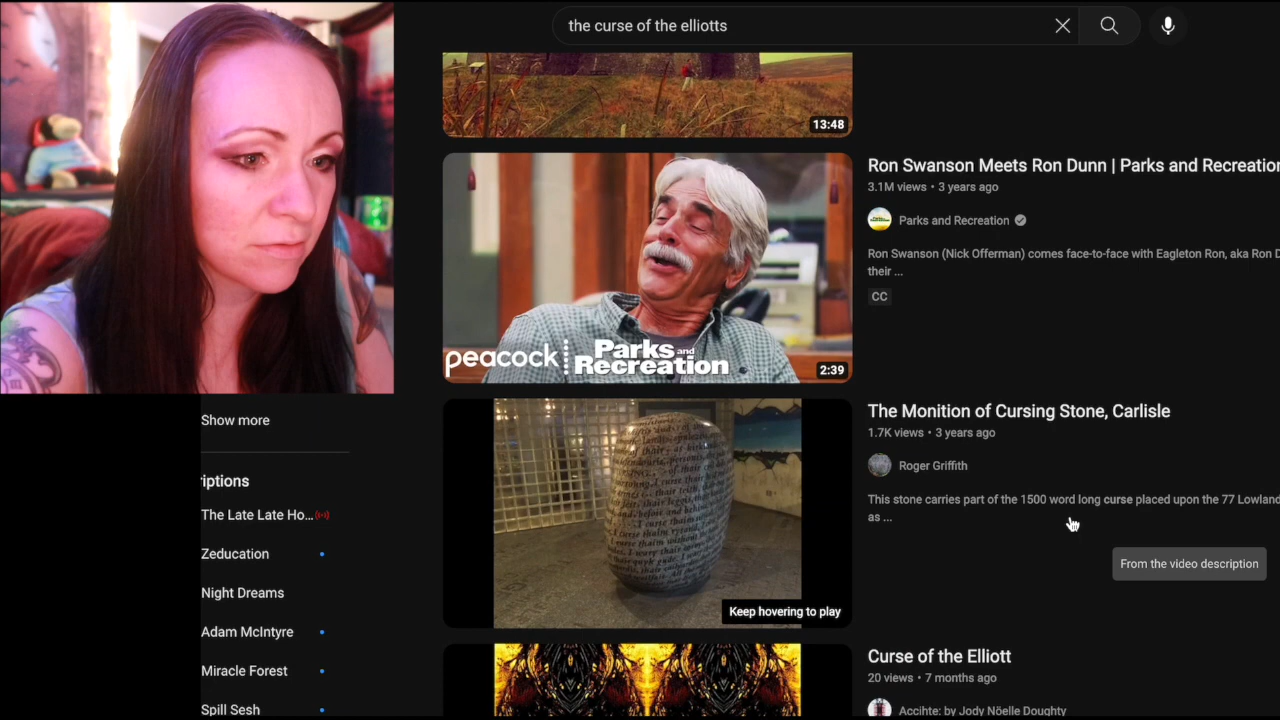 the curse of the elliotts
13:48
Ron Swanson Meets Ron Dunn | Parks and Recreation
3.1M views • 3 years ago
Parks and Recreation
Ron Swanson (Nick Offerman) comes face-to-face with Eagleton Ron, aka Ron D
their ...
CC
peacock
Parks and
Recreation
2:39
The Monition of Cursing Stone, Carlisle
1.7K views • 3 years ago
Roger Griffith
This stone carries part of the 1500 word long curse placed upon the 77 Lowland
as ...
From the video description
Keep hovering to play
Curse of the Elliott
20 views • 7 months ago
Accihte: by Jody Nöelle Doughty
Show more
riptions
The Late Late Ho...
Zeducation
Night Dreams
Adam McIntyre
Miracle Forest
Spill Sesh